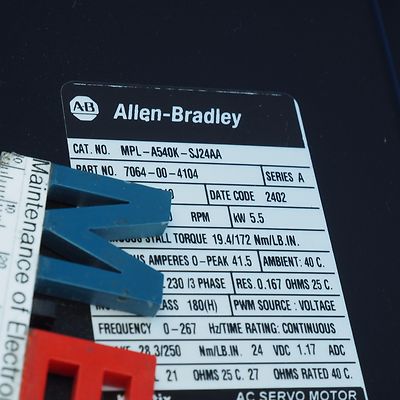 AB Allen-Bradley
CAT. NO. MPL-A540K-SJ24AA
PART NO. 7064-00-4104 SERIES A
DATE CODE 2402
RPM kW 5.5
STALL TORQUE 19.4/172 Nm/LB.IN.
AMPERES 0-PEAK 41.5 AMBIENT: 40 C.
230 /3 PHASE RES. 0.167 OHMS 25 C.
180(H) PWM SOURCE: VOLTAGE
FREQUENCY 0-267 Hz/TIME RATING: CONTINUOUS
28.3/250 Nm/LB.IN. 24 VDC 1.17 ADC
21 OHMS 25 C. 27 OHMS RATED 40 C.
AC SERVO MOTOR
Maintenance of Electro